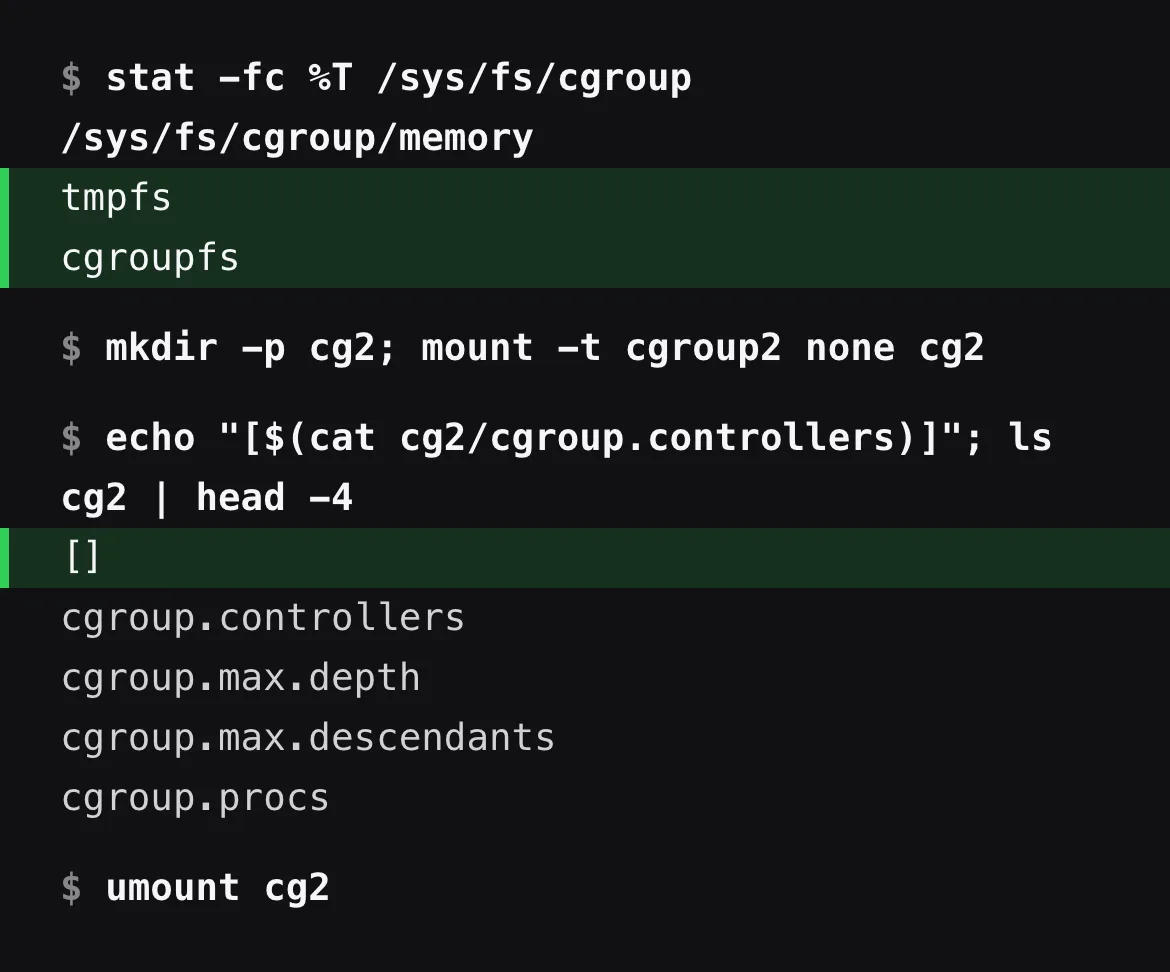 $ stat -fc %T /sys/fs/cgroup
/sys/fs/cgroup/memory
tmpfs
cgroupfs
$ mkdir -p cg2; mount -t cgroup2 none cg2
$ echo "[$(cat cg2/cgroup.controllers)]"; ls
cg2 | head -4
[]
cgroup.controllers
cgroup.max.depth
cgroup.max.descendants
cgroup.procs
$ umount cg2